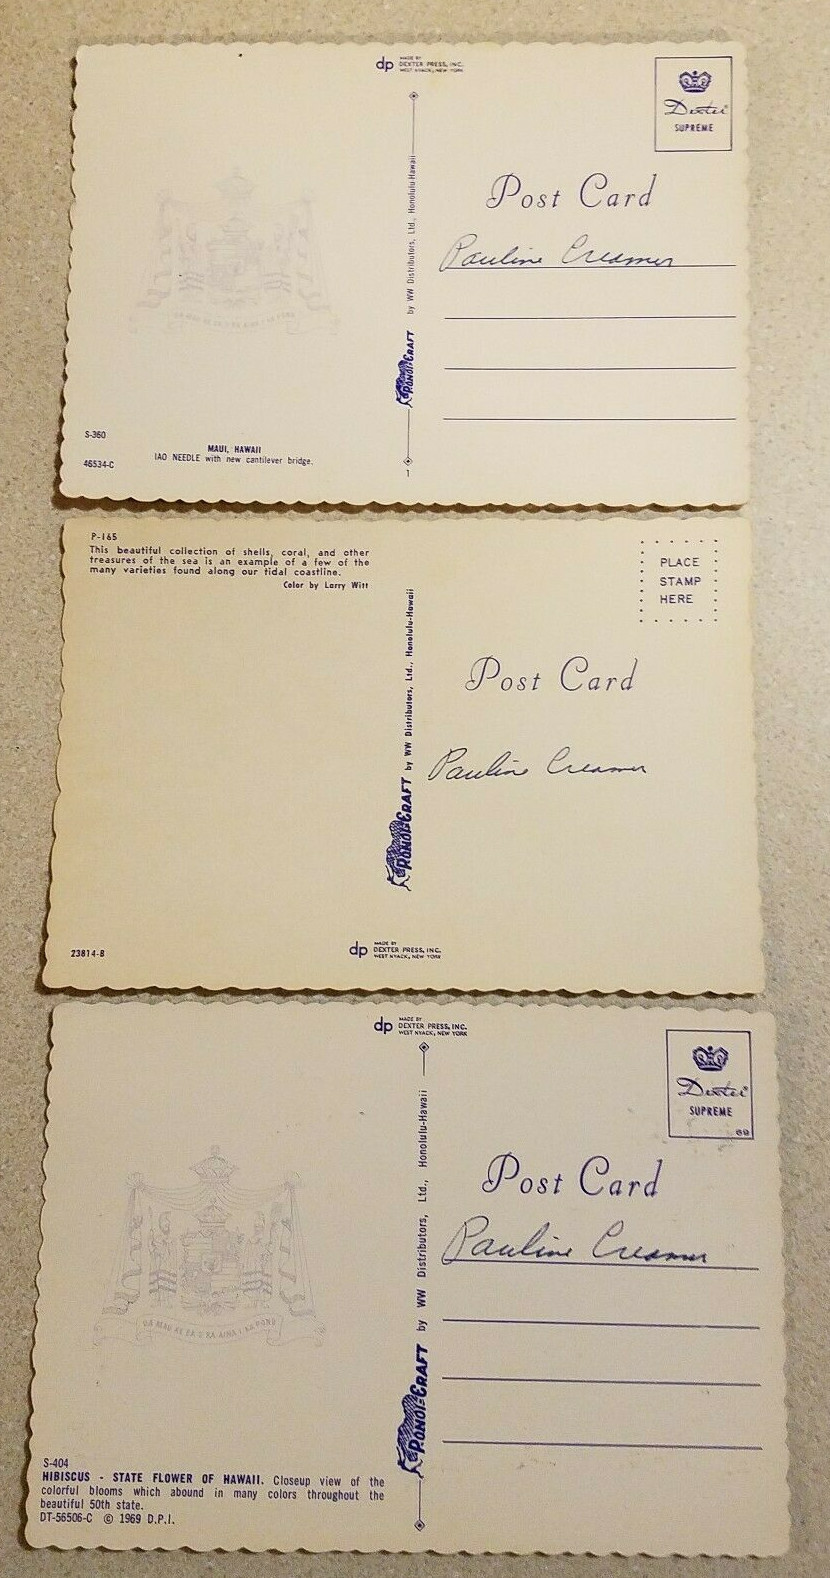 dp MADE BY
DEXTER PRESS, INC.
WEST NYACK, NEW YORK
Dexter®
SUPREME
Post Card
Pauline Creamer
by WW Distributors, Ltd., Honolulu-Hawaii
S-360
46534-C
MAUI, HAWAII
IAO NEEDLE with new cantilever bridge.
1
P-165
This beautiful collection of shells, coral, and other
treasures of the sea is an example of a few of the
many varieties found along our tidal coastline.
Color by Larry Witt
PLACE
STAMP
HERE
Post Card
Pauline Creamer
by WW Distributors, Ltd., Honolulu-Hawaii
23814-B
dp MADE BY
DEXTER PRESS, INC.
WEST NYACK, NEW YORK
dp MADE BY
DEXTER PRESS, INC.
WEST NYACK, NEW YORK
Dexter®
SUPREME
69
Post Card
Pauline Creamer
by WW Distributors, Ltd., Honolulu-Hawaii
UA MAU KE EA O KA AINA I KA PONO
S-404
HIBISCUS - STATE FLOWER OF HAWAII. Closeup view of the
colorful blooms which abound in many colors throughout the
beautiful 50th state.
DT-56506-C © 1969 D.P.I.